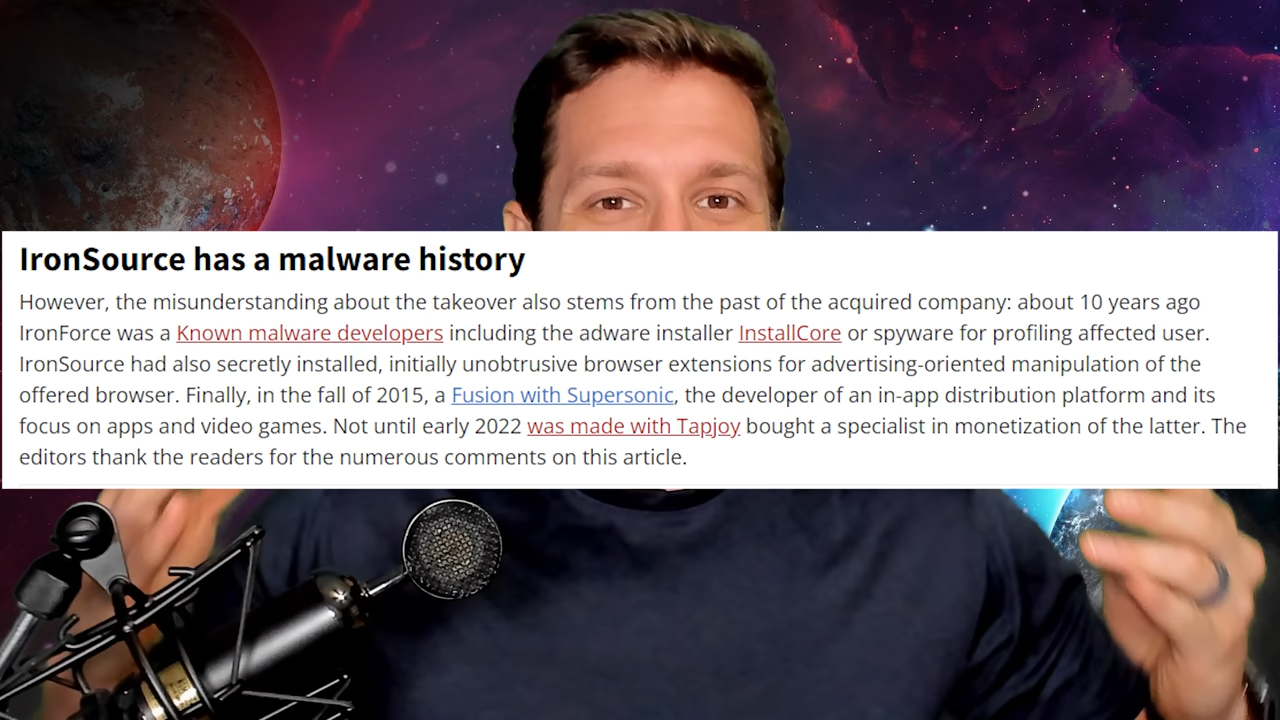 IronSource has a malware history
However, the misunderstanding about the takeover also stems from the past of the acquired company: about 10 years ago
IronForce was a Known malware developers including the adware installer InstallCore or spyware for profiling affected user.
IronSource had also secretly installed, initially unobtrusive browser extensions for advertising-oriented manipulation of the
offered browser. Finally, in the fall of 2015, a Fusion with Supersonic, the developer of an in-app distribution platform and its
focus on apps and video games. Not until early 2022 was made with Tapjoy bought a specialist in monetization of the latter. The
editors thank the readers for the numerous comments on this article.